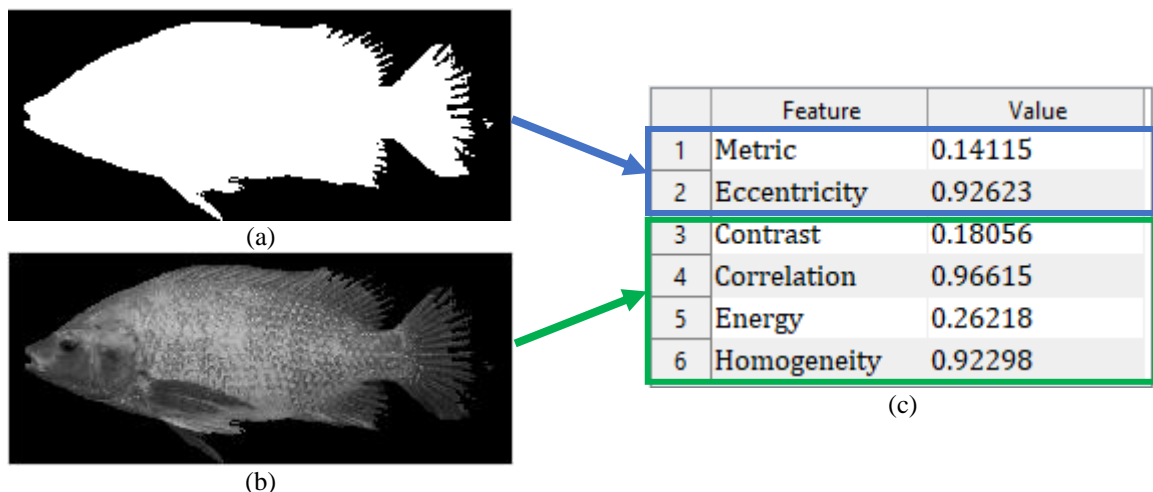 (a)
(b)
Feature Value
1 Metric 0.14115
2 Eccentricity 0.92623
3 Contrast 0.18056
4 Correlation 0.96615
5 Energy 0.26218
6 Homogeneity 0.92298
(c)